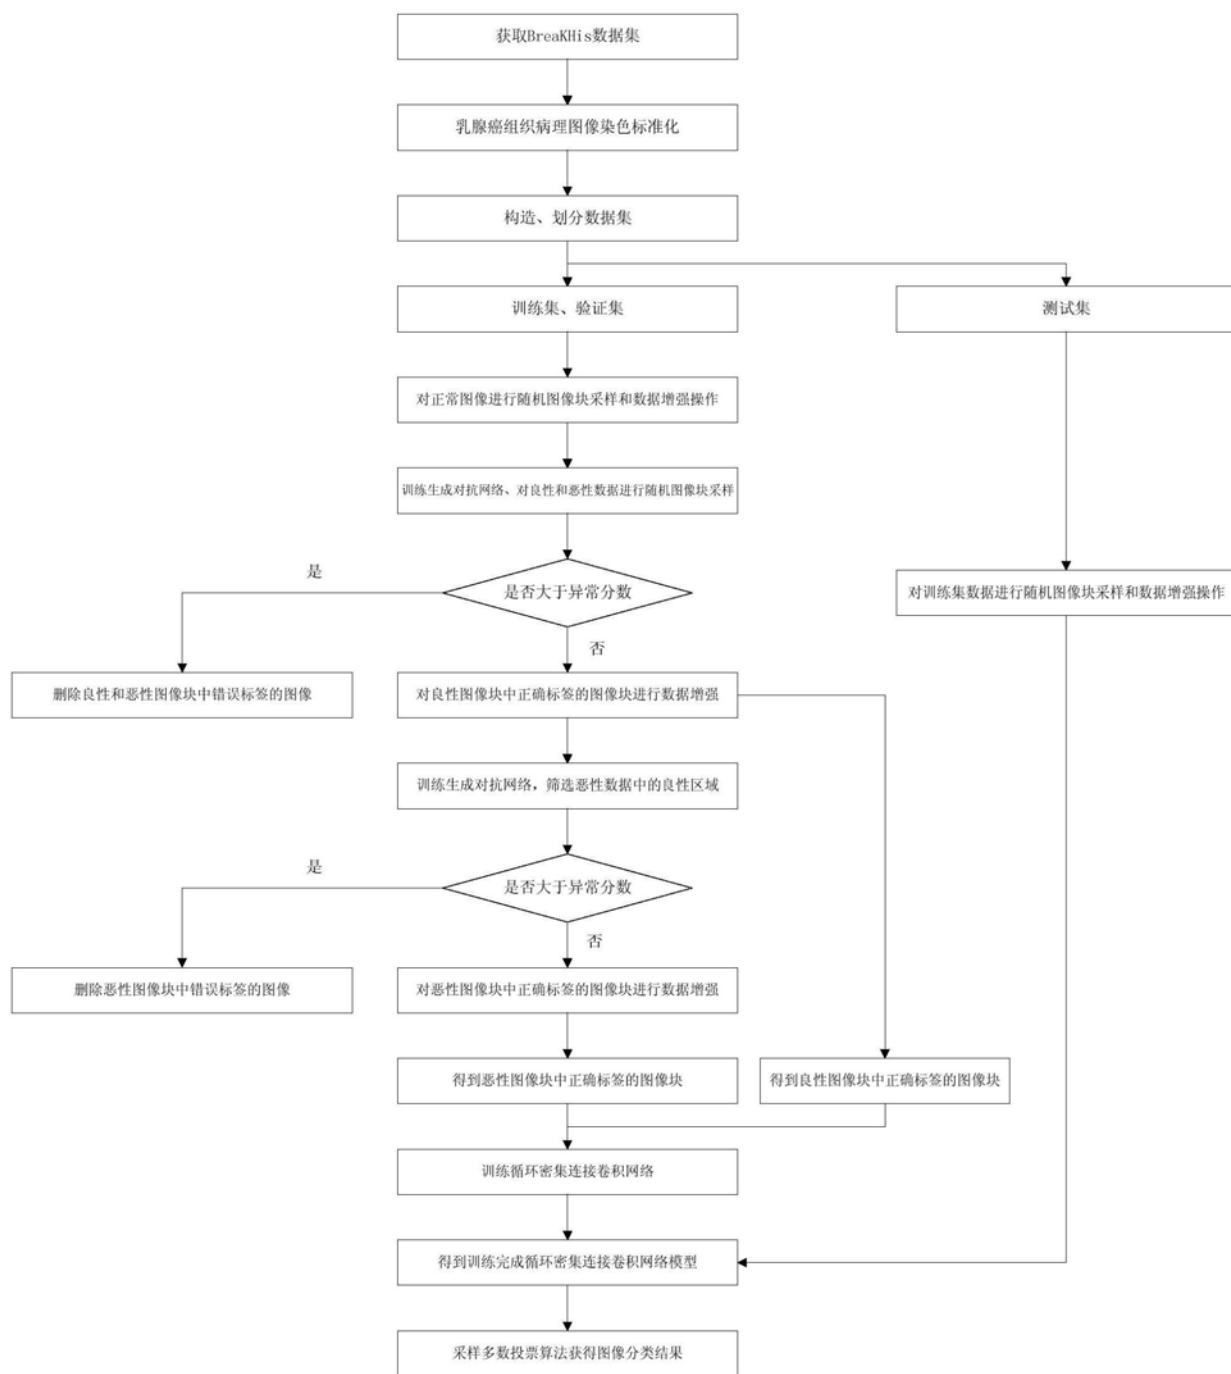 获取BreaKHis数据集
乳腺癌组织病理图像染色标准化
构造、划分数据集
训练集、验证集
测试集
对正常图像进行随机图像块采样和数据增强操作
训练生成对抗网络、对良性和恶性数据进行随机图像块采样
是
是否大于异常分数
对训练集数据进行随机图像块采样和数据增强操作
否
删除良性和恶性图像块中错误标签的图像
对良性图像块中正确标签的图像块进行数据增强
训练生成对抗网络，筛选恶性数据中的良性区域
是
是否大于异常分数
否
删除恶性图像块中错误标签的图像
对恶性图像块中正确标签的图像块进行数据增强
得到恶性图像块中正确标签的图像块
得到良性图像块中正确标签的图像块
训练循环密集连接卷积网络
得到训练完成循环密集连接卷积网络模型
采样多数投票算法获得图像分类结果